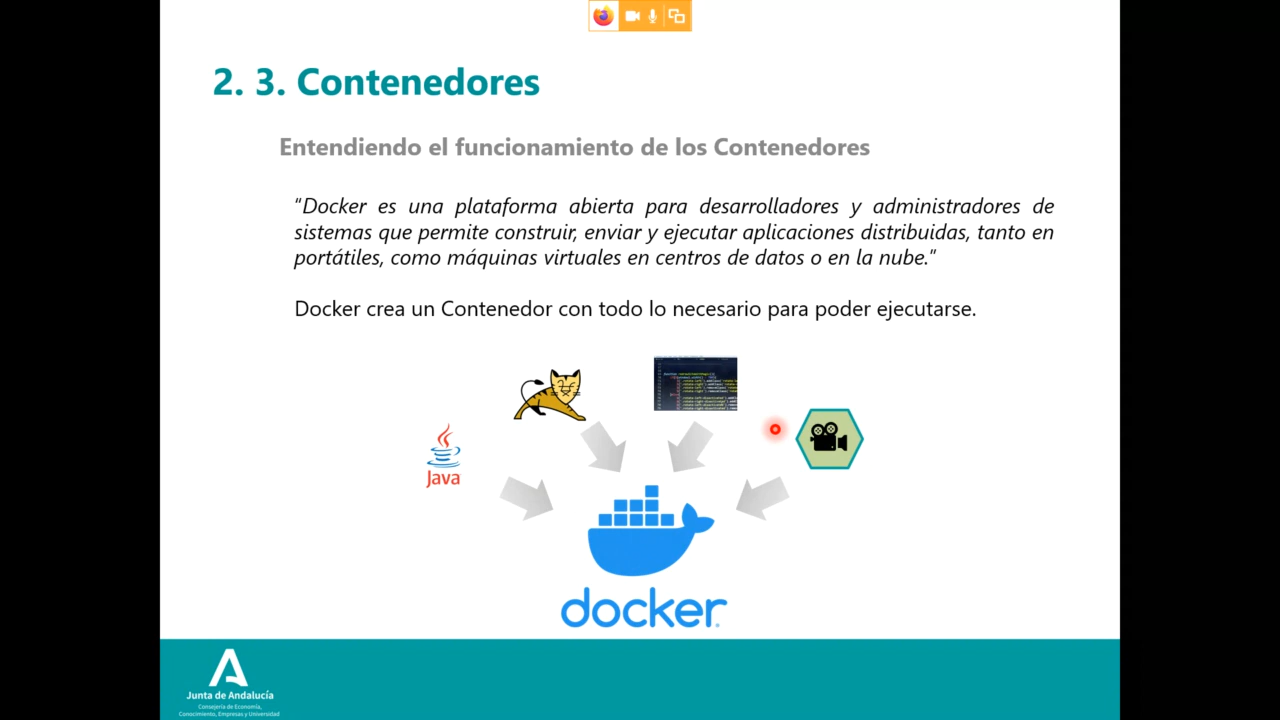 2. 3. Contenedores
Entendiendo el funcionamiento de los Contenedores
“Docker es una plataforma abierta para desarrolladores y administradores de
sistemas que permite construir, enviar y ejecutar aplicaciones distribuidas, tanto en
portátiles, como máquinas virtuales en centros de datos o en la nube.”
Docker crea un Contenedor con todo lo necesario para poder ejecutarse.
Java
docker
Junta de Andalucía
Consejería de Economía,
Conocimiento, Empresas y Universidad